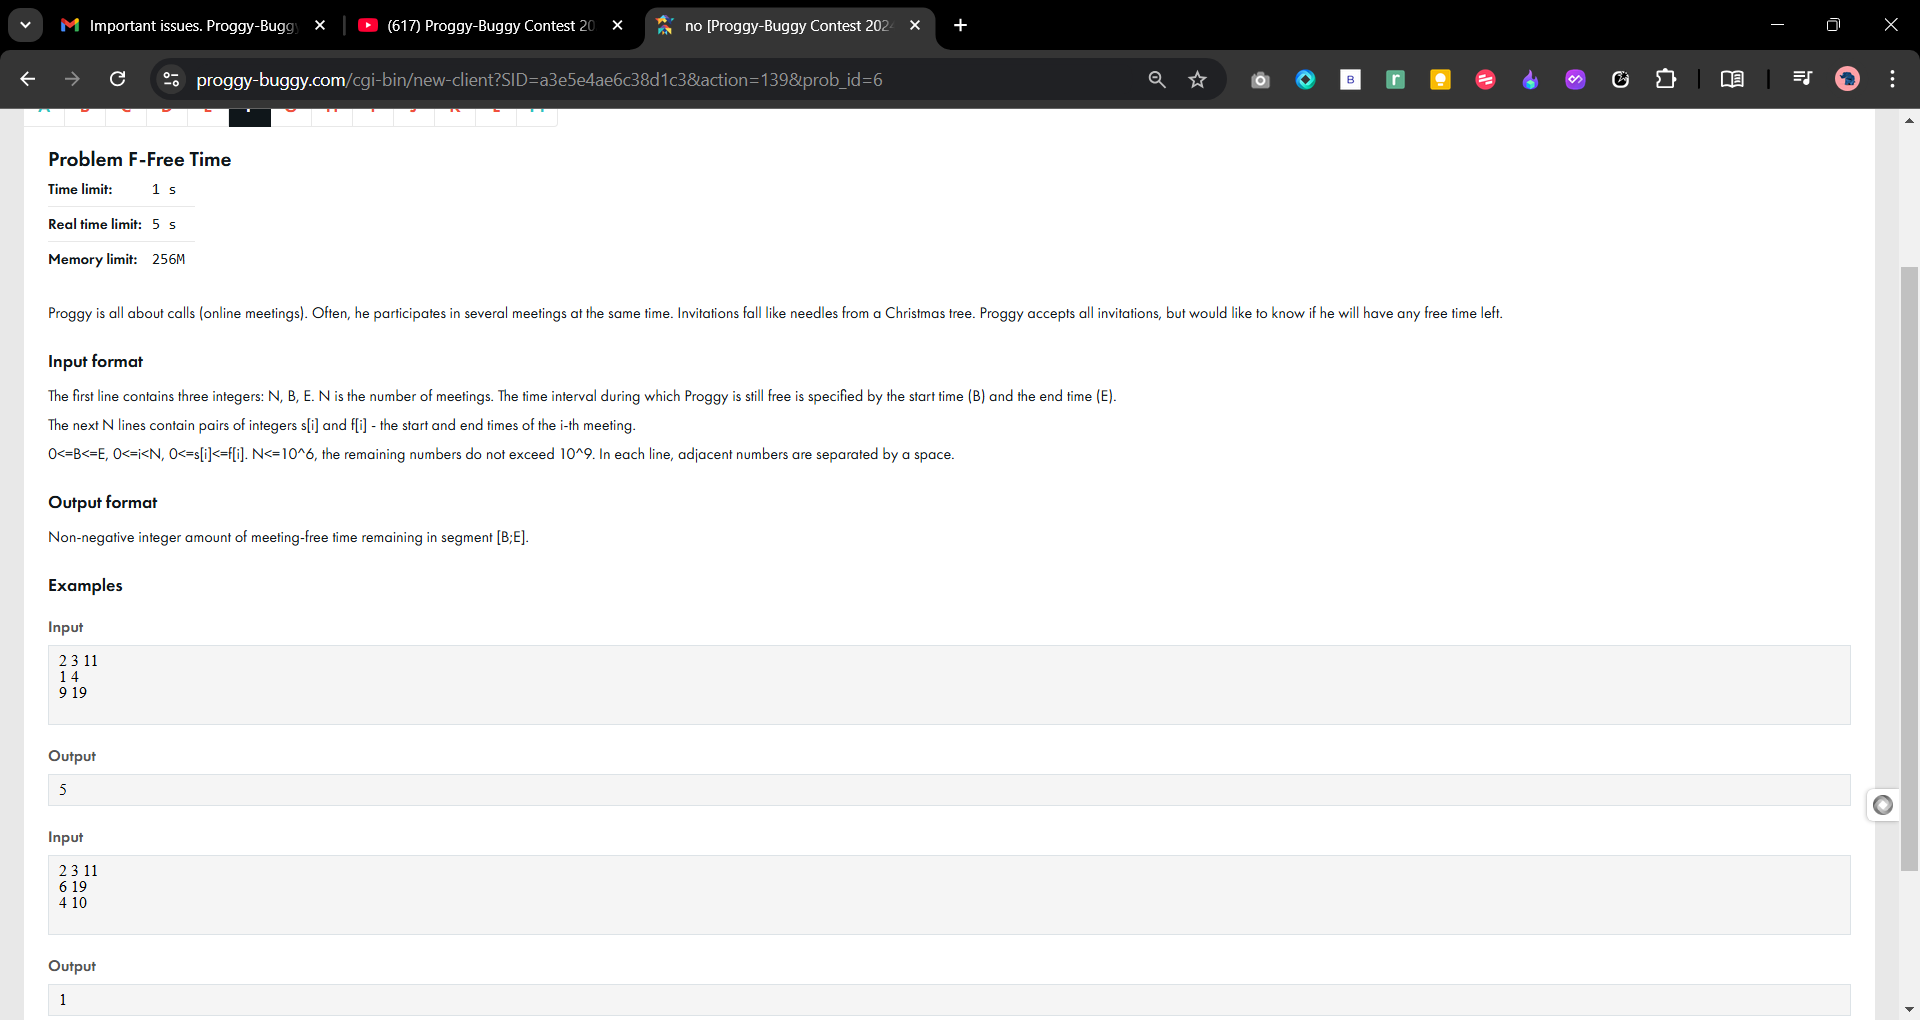 Important issues. Proggy-Bugg
(617) Proggy-Buggy Contest 20
no [Proggy-Buggy Contest 202
proggy-buggy.com/cgi-bin/new-client?SID=a3e5e4ae6c38d1c3&action=139&prob_id=6
Problem F-Free Time
Time limit: 1 s
Real time limit: 5 s
Memory limit: 256M
Proggy is all about calls (online meetings). Often, he participates in several meetings at the same time. Invitations fall like needles from a Christmas tree. Proggy accepts all invitations, but would like to know if he will have any free time left.
Input format
The first line contains three integers: N, B, E. N is the number of meetings. The time interval during which Proggy is still free is specified by the start time (B) and the end time (E).
The next N lines contain pairs of integers s[i] and f[i] - the start and end times of the i-th meeting.
0<=B<=E, 0<=i<N, 0<=s[i]<=f[i]. N<=10^6, the remaining numbers do not exceed 10^9. In each line, adjacent numbers are separated by a space.
Output format
Non-negative integer amount of meeting-free time remaining in segment [B;E].
Examples
Input
2 3 11
1 4
9 19
Output
5
Input
2 3 11
6 19
4 10
Output
1